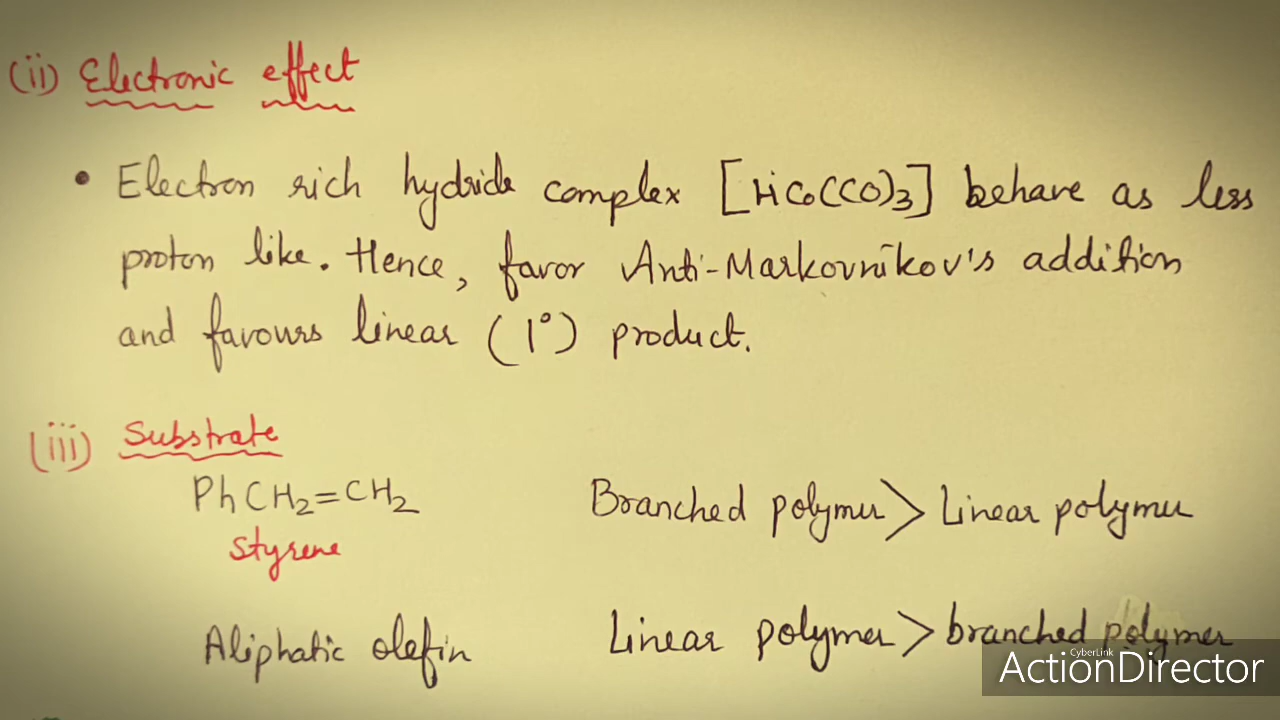 (ii) Electronic effect
• Electron rich hydride complex [HCo(CO)3] behave as less
proton like. Hence, favor Anti-Markovnikov's addition
and favours linear (1°) product.
(iii) Substrate
PhCH2=CH2 Branched polymer > Linear polymer
styrene
Aliphatic olefin Linear polymer > branched polymer
CyberLink
ActionDirector